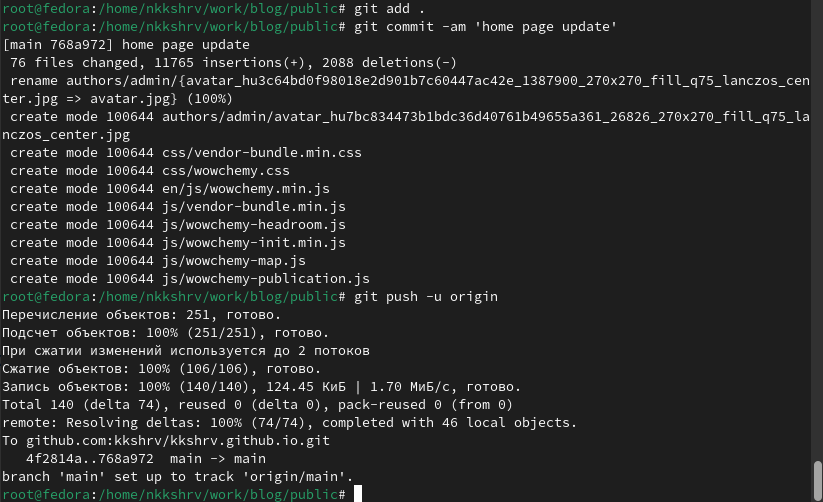 root@fedora:/home/nkkshrv/work/blog/public# git add .
root@fedora:/home/nkkshrv/work/blog/public# git commit -am 'home page update'
[main 768a972] home page update
 76 files changed, 11765 insertions(+), 2088 deletions(-)
 rename authors/admin/{avatar_hu3c64bd0f98018e2d901b7c60447ac42e_1387900_270x270_fill_q75_lanczos_cen
ter.jpg => avatar.jpg} (100%)
 create mode 100644 authors/admin/avatar_hu7bc834473b1bdc36d40761b49655a361_26826_270x270_fill_q75_la
nczos_center.jpg
 create mode 100644 css/vendor-bundle.min.css
 create mode 100644 css/wowchemy.css
 create mode 100644 en/js/wowchemy.min.js
 create mode 100644 js/vendor-bundle.min.js
 create mode 100644 js/wowchemy-headroom.js
 create mode 100644 js/wowchemy-init.min.js
 create mode 100644 js/wowchemy-map.js
 create mode 100644 js/wowchemy-publication.js
root@fedora:/home/nkkshrv/work/blog/public# git push -u origin
Перечисление объектов: 251, готово.
Подсчет объектов: 100% (251/251), готово.
При сжатии изменений используется до 2 потоков
Сжатие объектов: 100% (106/106), готово.
Запись объектов: 100% (140/140), 124.45 КиБ | 1.70 МиБ/с, готово.
Total 140 (delta 74), reused 0 (delta 0), pack-reused 0 (from 0)
remote: Resolving deltas: 100% (74/74), completed with 46 local objects.
To github.com:kkshrv/kkshrv.github.io.git
   4f2814a..768a972  main -> main
branch 'main' set up to track 'origin/main'.
root@fedora:/home/nkkshrv/work/blog/public#